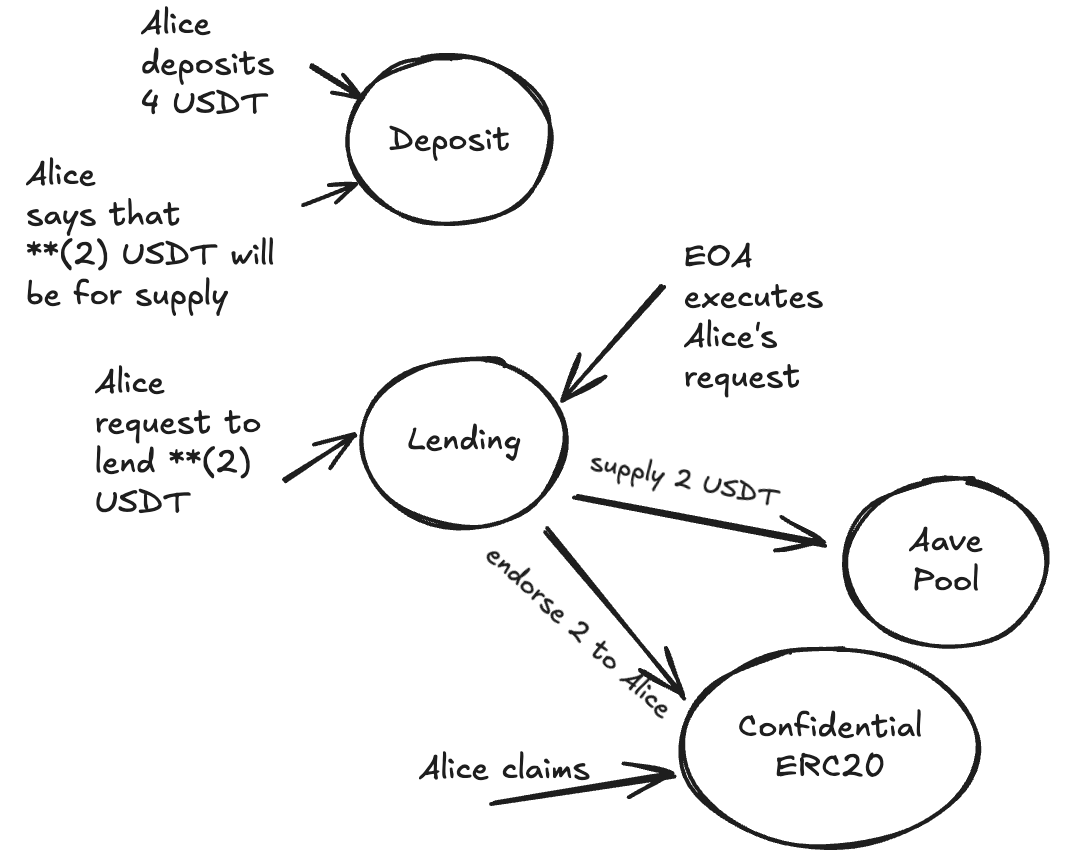 Alice
deposits
4 USDT
Deposit
Alice
says that
**(2) USDT will
be for supply
EOA
executes
Alice's
request
Alice
request to
lend **(2)
USDT
Lending
supply 2 USDT
Aave
Pool
endorse 2 to Alice
Confidential
ERC20
Alice claims